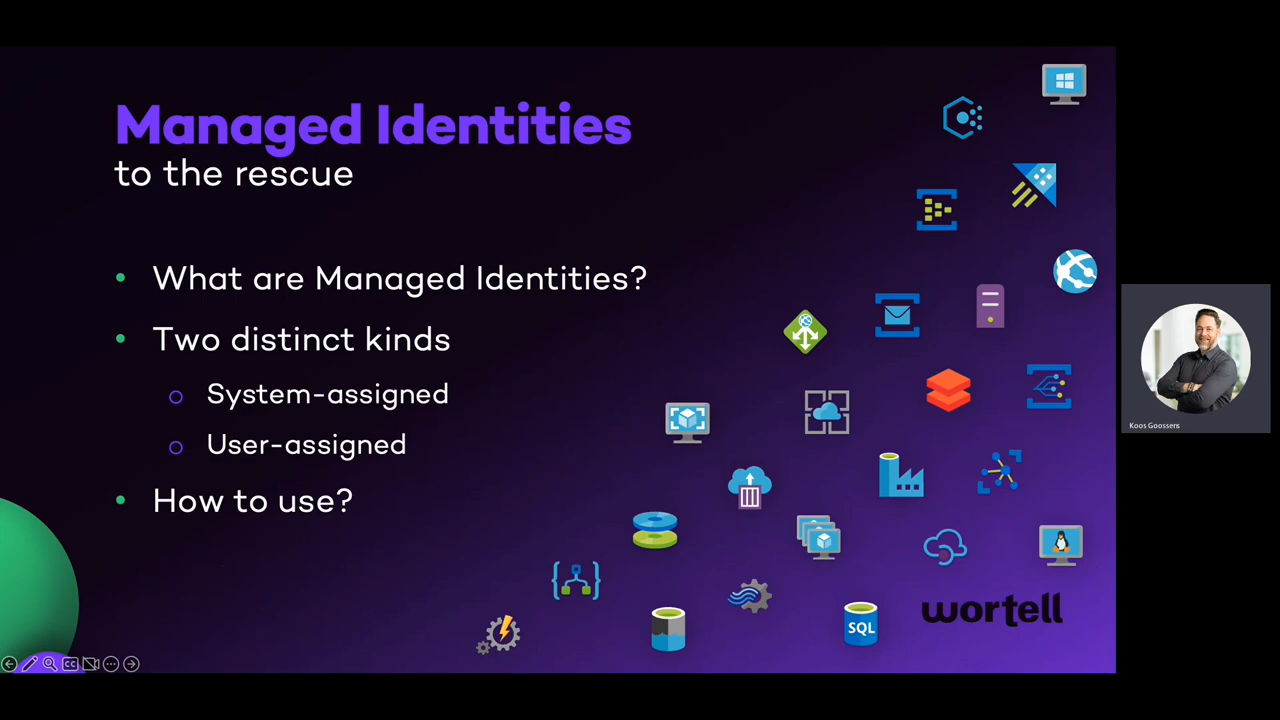 Managed Identities
to the rescue
• What are Managed Identities?
• Two distinct kinds
o System-assigned
o User-assigned
• How to use?
SQL
wortell
Koos Goossens
CC